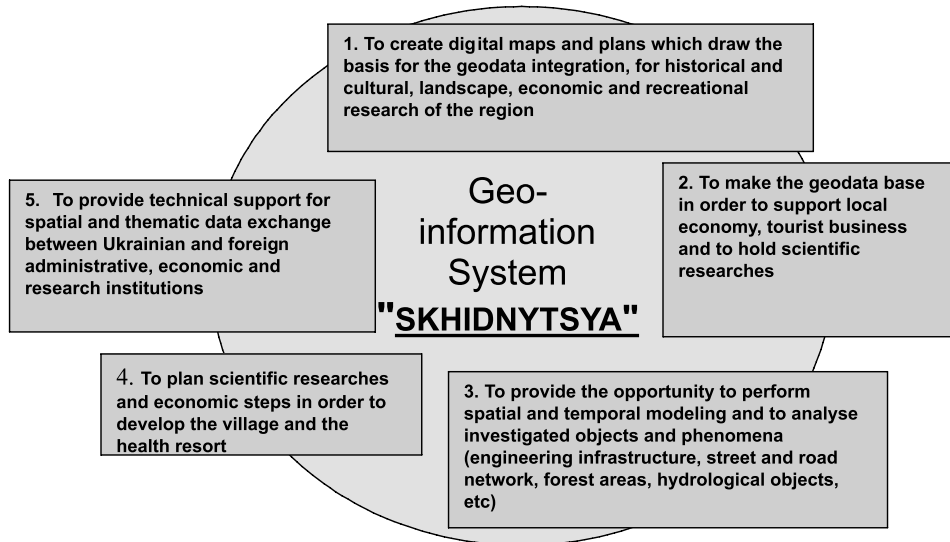 1. To create digital maps and plans which draw the
basis for the geodata integration, for historical and
cultural, landscape, economic and recreational
research of the region
Geo-
information
System
"SKHIDNYTSYA"
2. To make the geodata base
in order to support local
economy, tourist business
and to hold scientific
researches
3. To provide the opportunity to perform
spatial and temporal modeling and to analyse
investigated objects and phenomena
(engineering infrastructure, street and road
network, forest areas, hydrological objects,
etc)
4. To plan scientific researches
and economic steps in order to
develop the village and the
health resort
5. To provide technical support for
spatial and thematic data exchange
between Ukrainian and foreign
administrative, economic and
research institutions